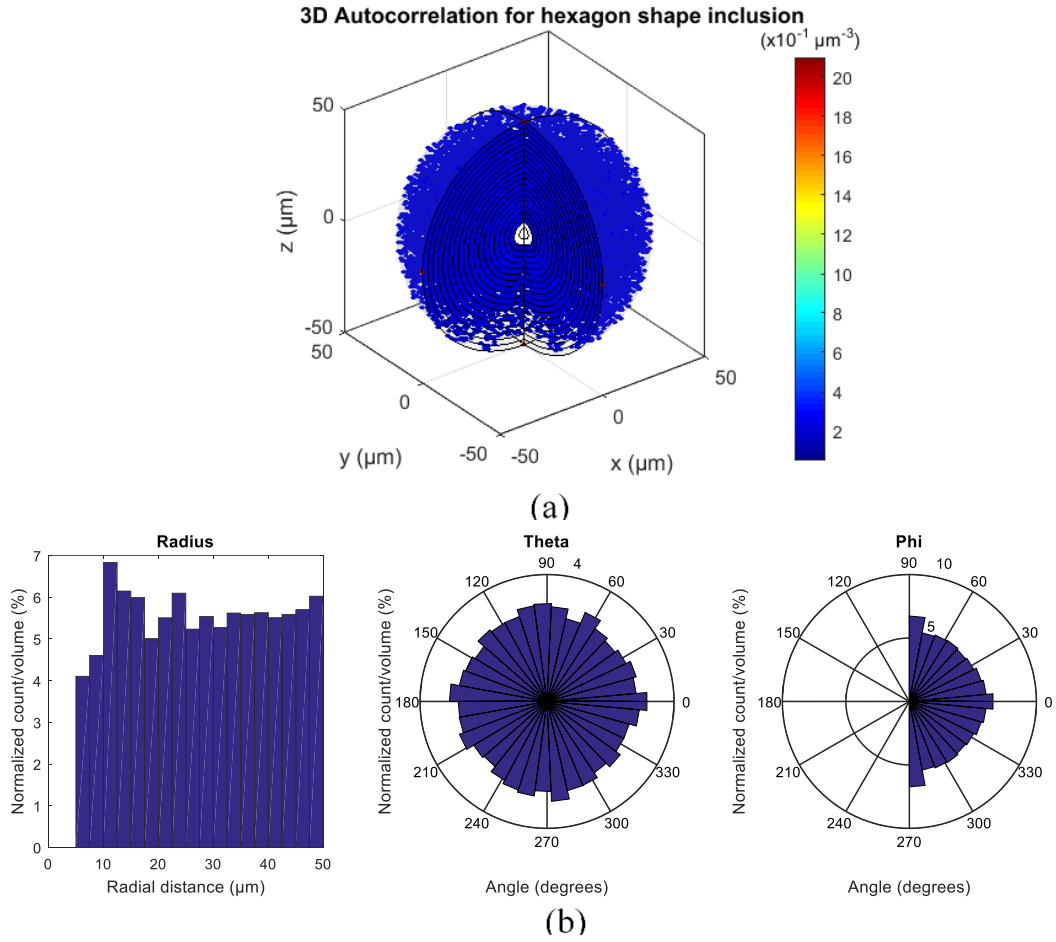 3D Autocorrelation for hexagon shape inclusion
(x10⁻¹ µm⁻³)
50
0
-50
z (µm)
50
0
-50
y (µm)
-50
0
50
x (µm)
20
18
16
14
12
10
8
6
4
2
(a)
Radius
7
6
5
4
3
2
1
0
Normalized count/volume (%)
0 10 20 30 40 50
Radial distance (µm)
Theta
90 4
120 60
150 30
180 0
210 330
240 300
270
Normalized count/volume (%)
Angle (degrees)
Phi
90 10
120 60
5
150 30
180 0
210 330
240 300
270
Normalized count/volume (%)
Angle (degrees)
(b)